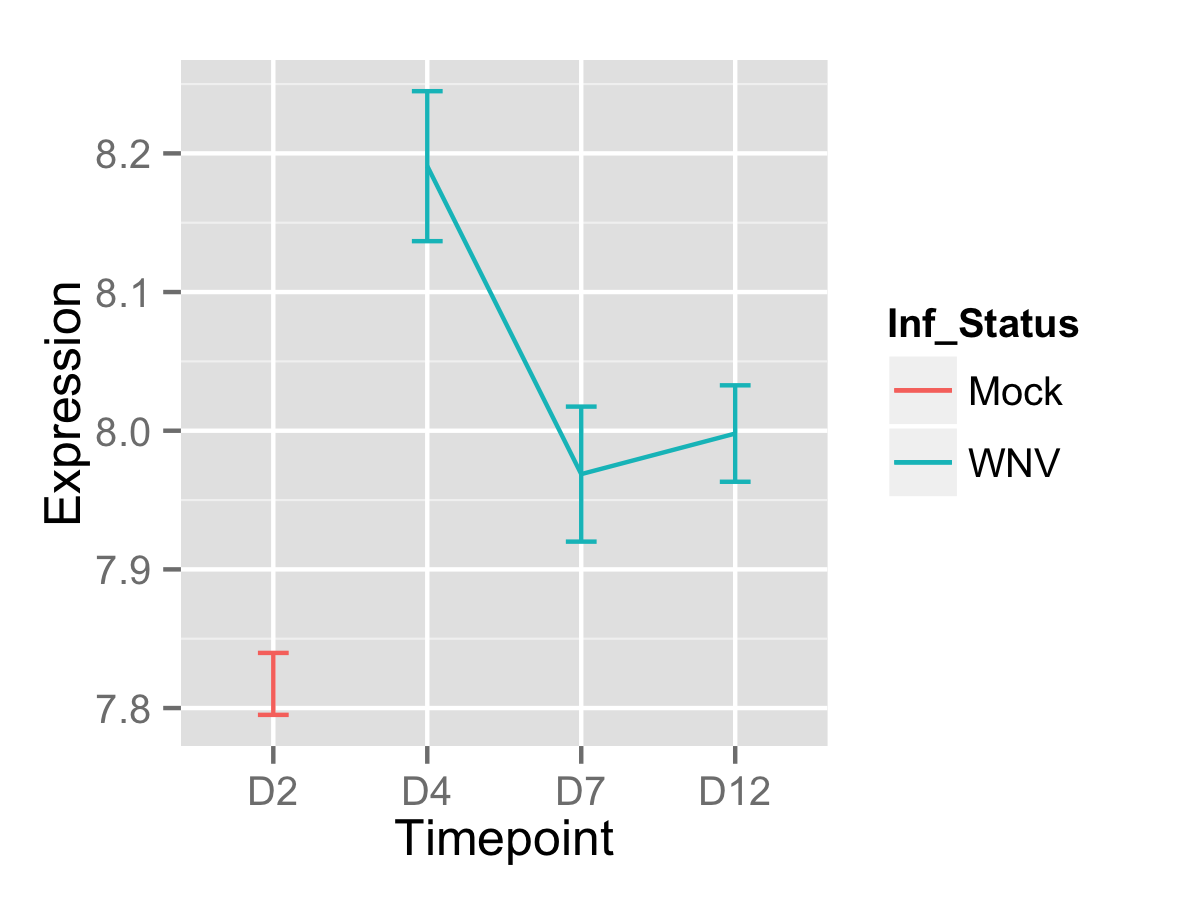 Expression
8.2
8.1
8.0
7.9
7.8
D2 D4 D7 D12
Timepoint
Inf_Status
Mock
WNV